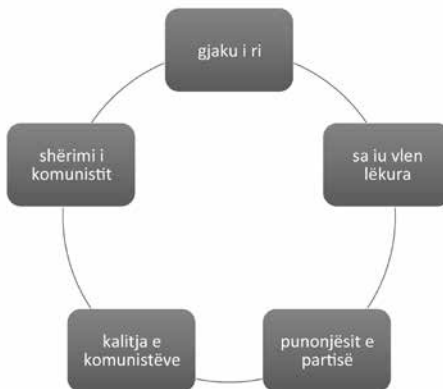 gjaku i ri
sa iu vlen
lëkura
punonjësit e
partisë
kalitja e
komunistëve
shërimi i
komunistit